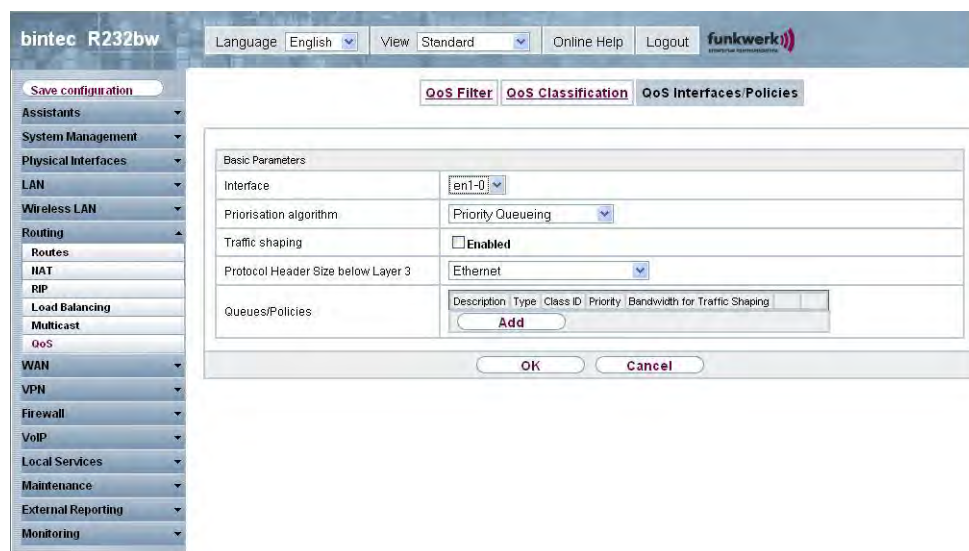 bintec R232bw
Language English View Standard Online Help Logout funkwerk
Save configuration
Assistants
System Management
Physical Interfaces
LAN
Wireless LAN
Routing
Routes
NAT
RIP
Load Balancing
Multicast
QoS
WAN
VPN
Firewall
VoIP
Local Services
Maintenance
External Reporting
Monitoring
QoS Filter QoS Classification QoS Interfaces/Policies
Basic Parameters
Interface en1-0
Priorisation algorithm Priority Queueing
Traffic shaping Enabled
Protocol Header Size below Layer 3 Ethernet
Queues/Policies
Description Type Class ID Priority Bandwidth for Traffic Shaping
Add
OK Cancel